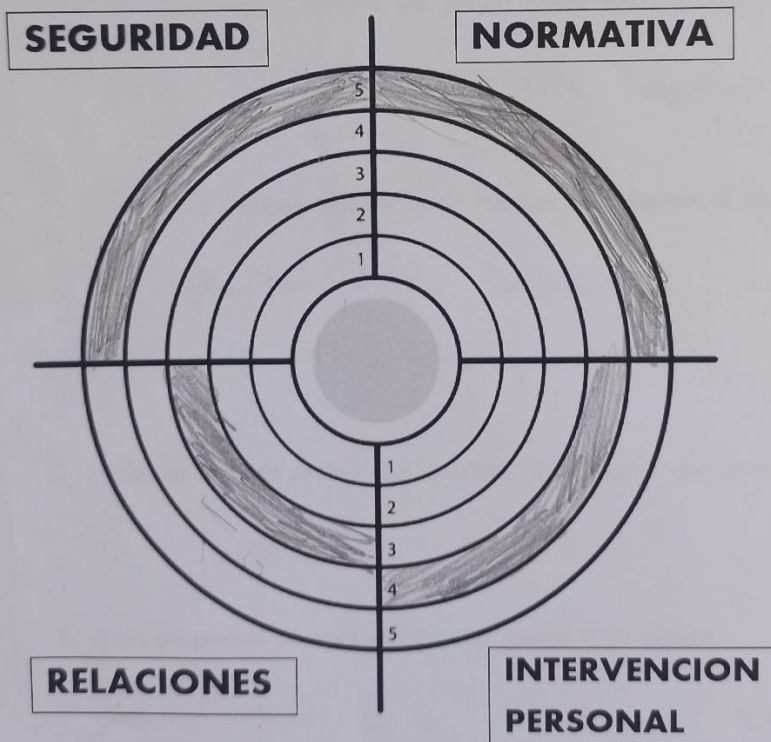 SEGURIDAD
NORMATIVA
5
4
3
2
1
1
2
3
4
5
RELACIONES
INTERVENCION
PERSONAL